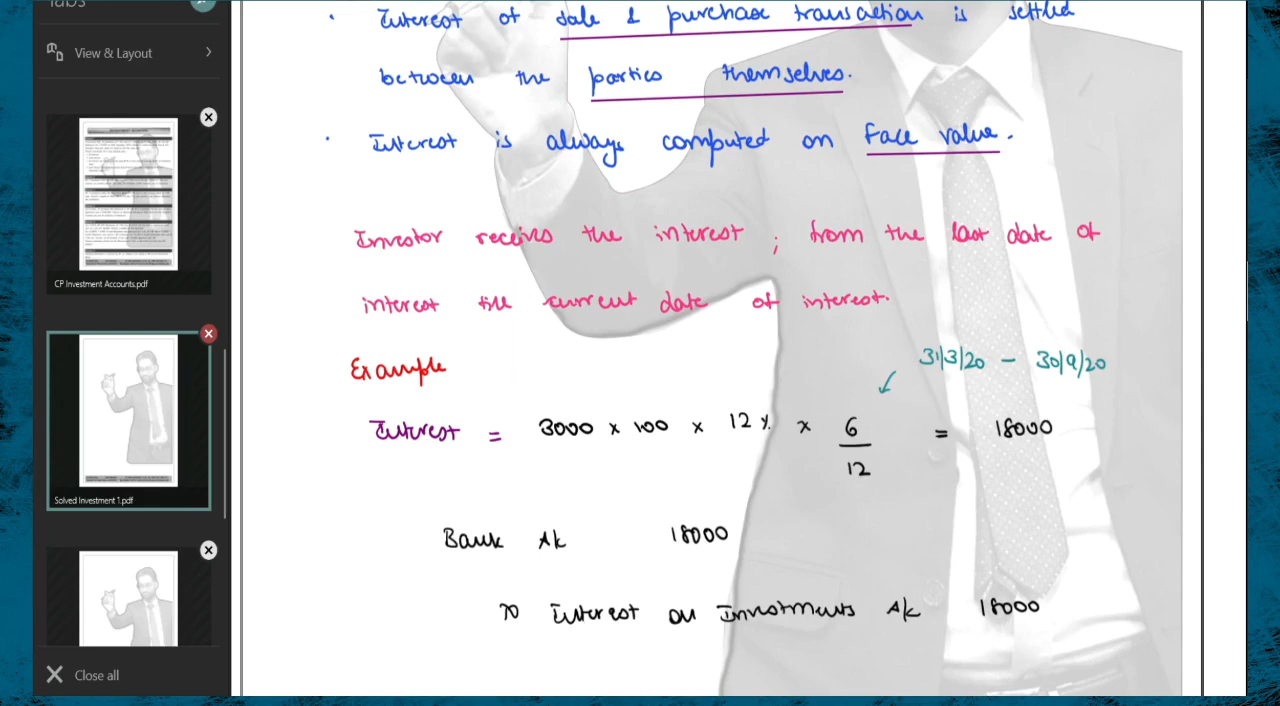 Tabs
View & Layout
CP Investment Accounts.pdf
Solved Investment 1.pdf
Close all
• Interest of sale & purchase transaction is settled
between the parties themselves.
• Interest is always computed on Face value.
Investor receives the interest ; from the last date of
interest till current date of interest.
Example
31/3/20 - 30/9/20
Interest = 3000 x 100 x 12% x 6/12 = 18000
Bank A/c 18000
To Interest on Investments A/c 18000